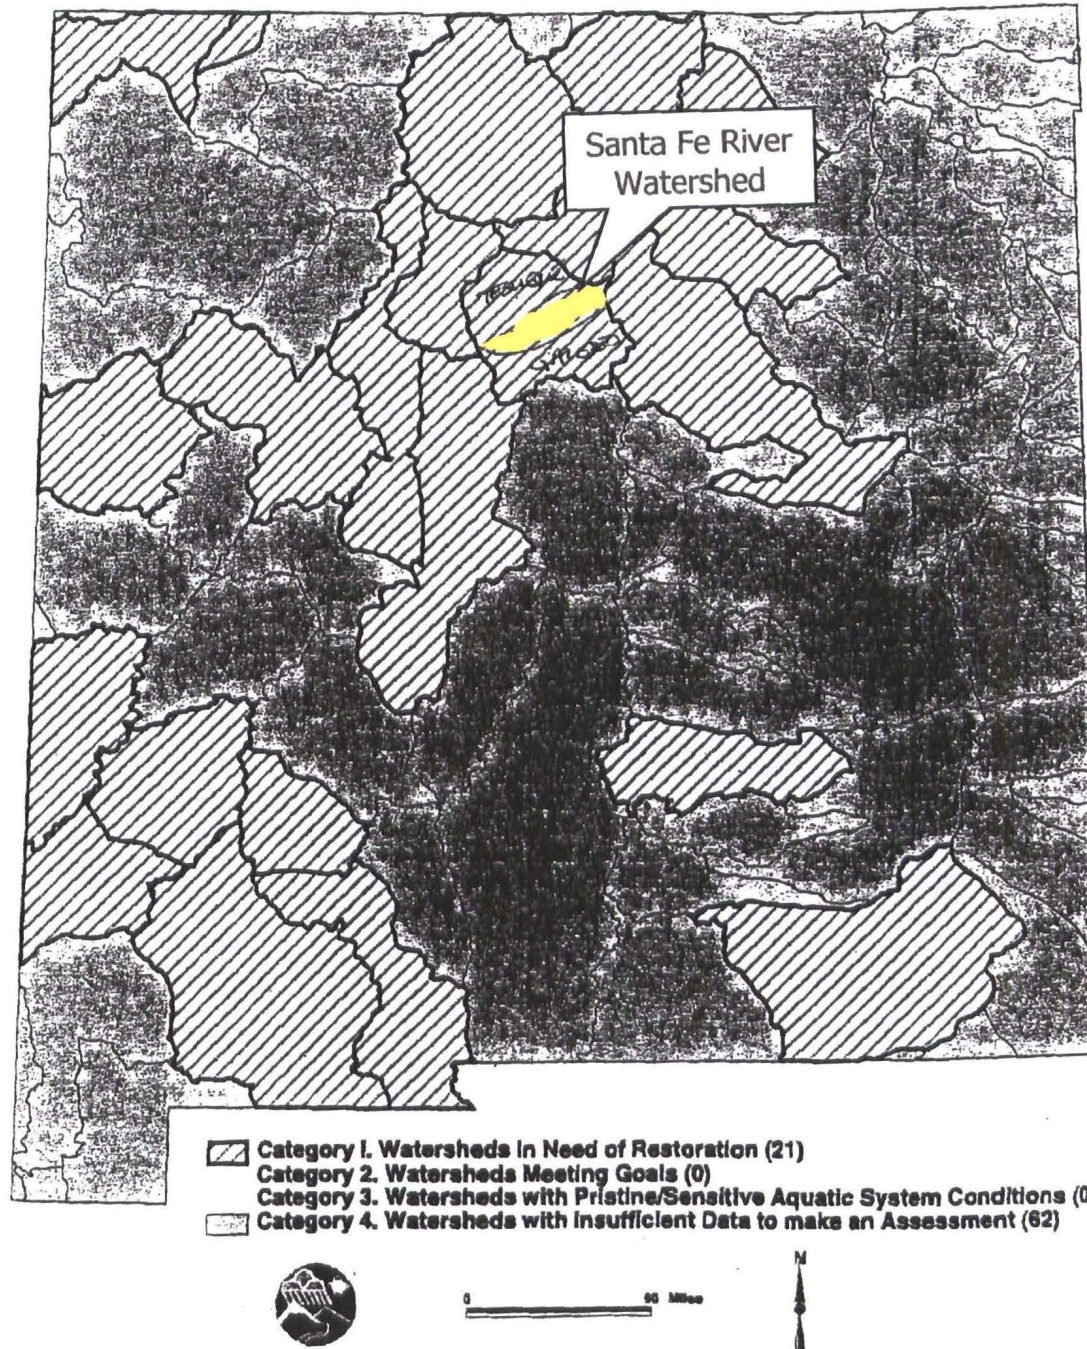 Santa Fe River
Watershed
Category I. Watersheds in Need of Restoration (21)
Category 2. Watersheds Meeting Goals (0)
Category 3. Watersheds with Pristine/Sensitive Aquatic System Conditions (0
Category 4. Watersheds with Insufficient Data to make an Assessment (62)
N
0 Miles